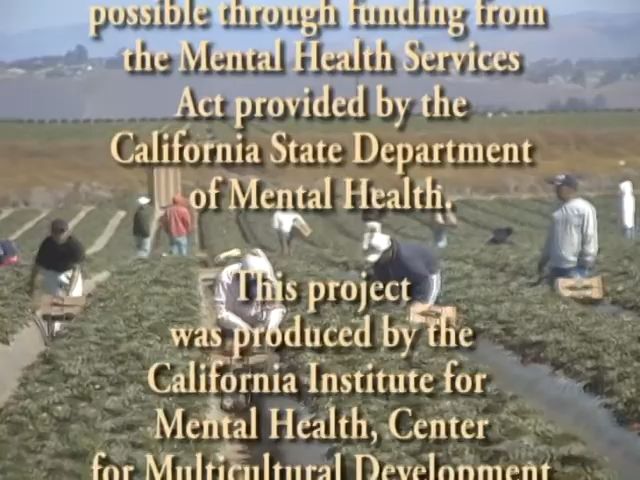 possible through funding from
the Mental Health Services
Act provided by the
California State Department
of Mental Health.
This project
was produced by the
California Institute for
Mental Health, Center
for Multicultural Development